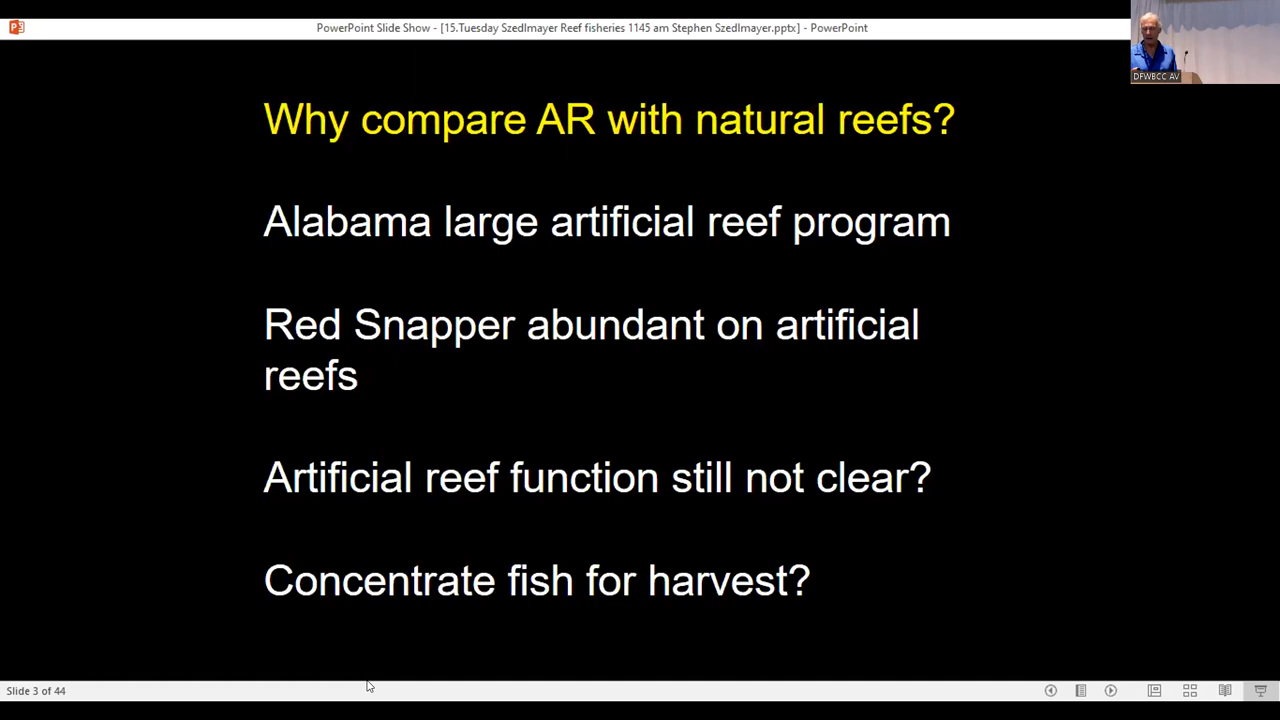 PowerPoint Slide Show - [15.Tuesday Szedlmayer Reef fisheries 1145 am Stephen Szedlmayer.pptx] - PowerPoint
DFWBCC AV
Why compare AR with natural reefs?
Alabama large artificial reef program
Red Snapper abundant on artificial
reefs
Artificial reef function still not clear?
Concentrate fish for harvest?
Slide 3 of 44